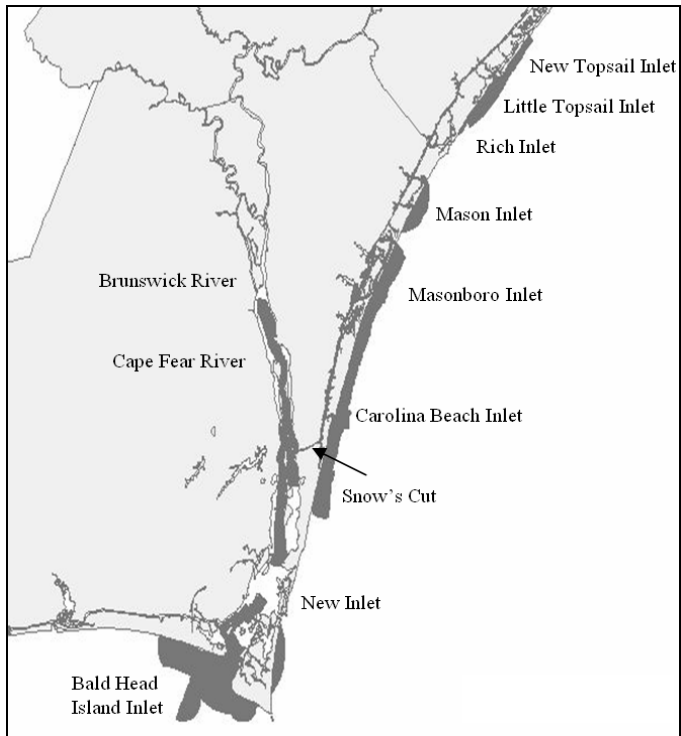 New Topsail Inlet
Little Topsail Inlet
Rich Inlet
Mason Inlet
Brunswick River
Masonboro Inlet
Cape Fear River
Carolina Beach Inlet
Snow's Cut
New Inlet
Bald Head
Island Inlet